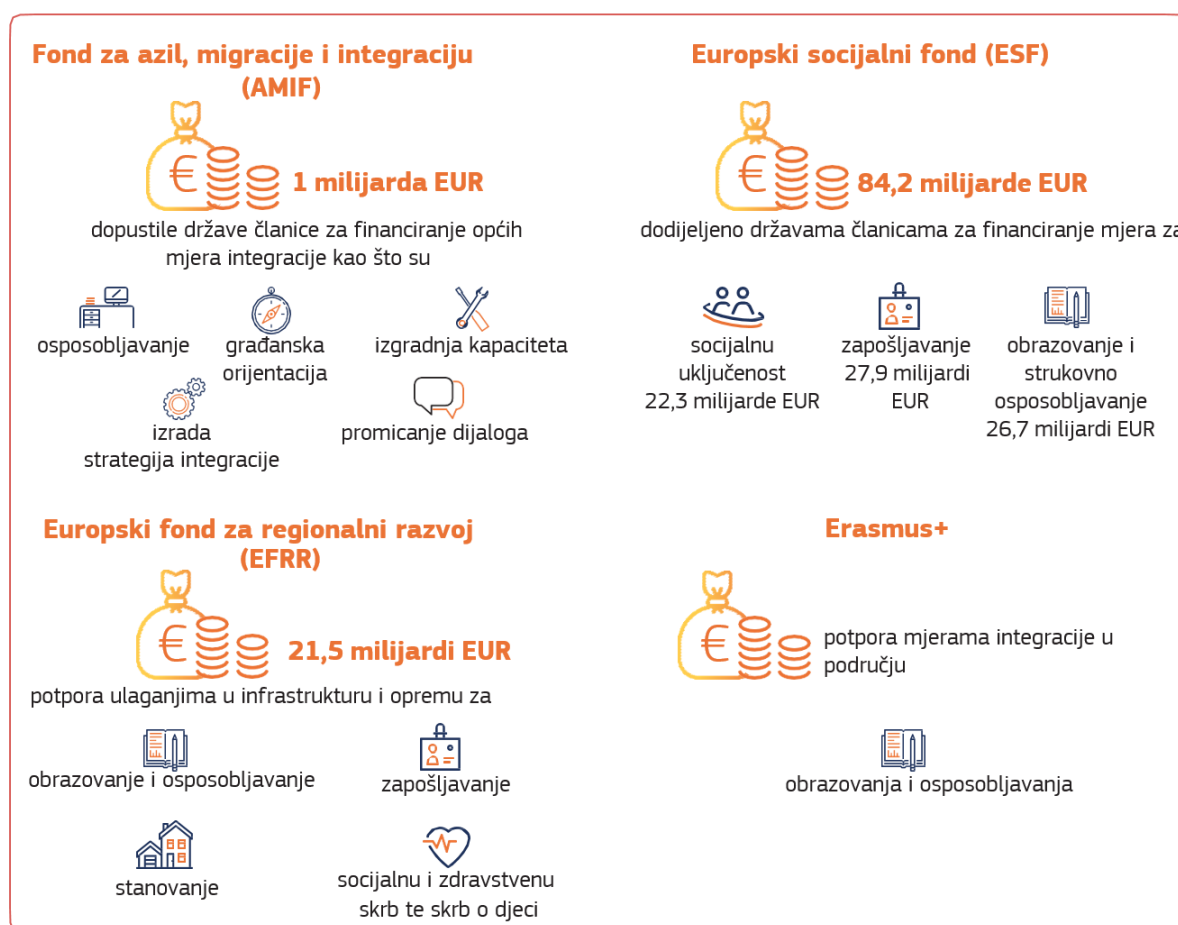 Fond za azil, migracije i integraciju
(AMIF)
€
1 milijarda EUR
dopustile države članice za financiranje općih
mjera integracije kao što su
osposobljavanje
građanska
orijentacija
izgradnja kapaciteta
izrada
strategija integracije
promicanje dijaloga
Europski socijalni fond (ESF)
€
84,2 milijarde EUR
dodijeljeno državama članicama za financiranje mjera za
socijalnu
uključenost
22,3 milijarde EUR
zapošljavanje
27,9 milijardi
EUR
obrazovanje i
strukovno
osposobljavanje
26,7 milijardi EUR
Europski fond za regionalni razvoj
(EFRR)
€
21,5 milijardi EUR
potpora ulaganjima u infrastrukturu i opremu za
obrazovanje i osposobljavanje
zapošljavanje
stanovanje
socijalnu i zdravstvenu
skrb te skrb o djeci
Erasmus+
€
potpora mjerama integracije u
području
obrazovanja i osposobljavanja